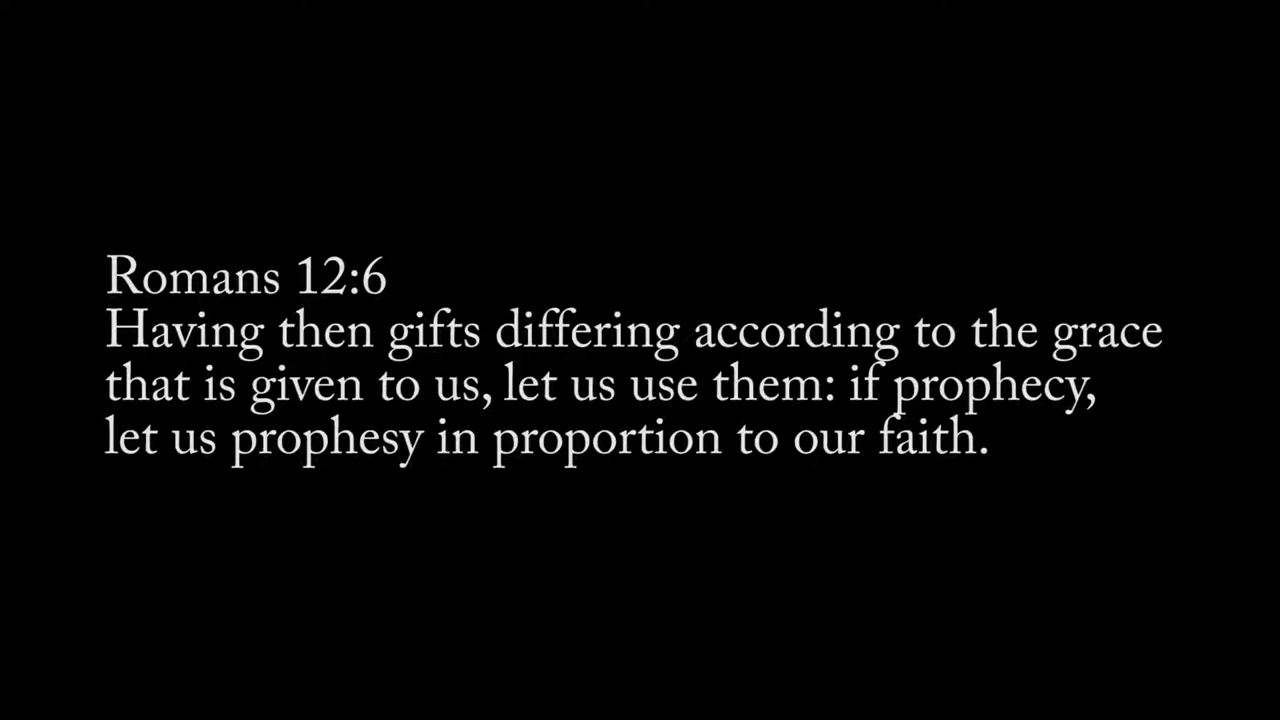 Romans 12:6
Having then gifts differing according to the grace
that is given to us, let us use them: if prophecy,
let us prophesy in proportion to our faith.